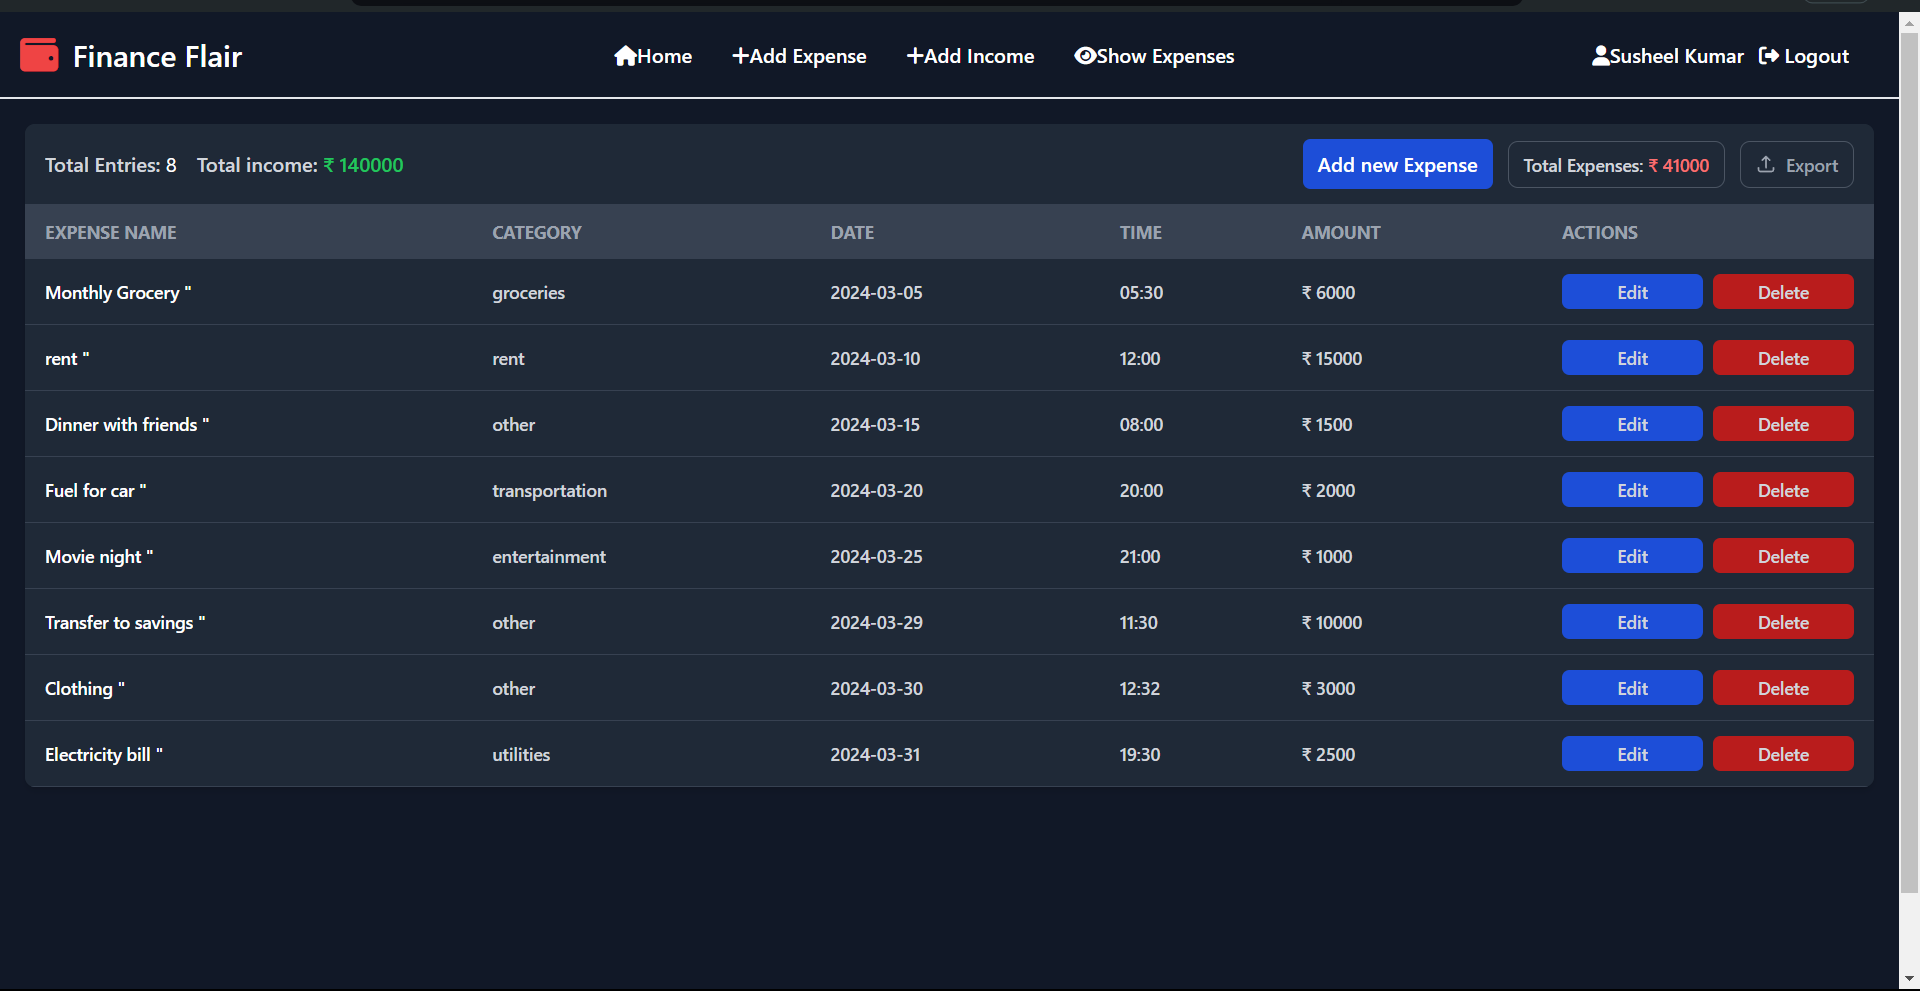 Finance Flair Home Add Expense Add Income Show Expenses Susheel Kumar Logout
Total Entries: 8 Total income: ₹ 140000 Add new Expense Total Expenses: ₹ 41000 Export
EXPENSE NAME CATEGORY DATE TIME AMOUNT ACTIONS
Monthly Grocery " groceries 2024-03-05 05:30 ₹ 6000 Edit Delete
rent " rent 2024-03-10 12:00 ₹ 15000 Edit Delete
Dinner with friends " other 2024-03-15 08:00 ₹ 1500 Edit Delete
Fuel for car " transportation 2024-03-20 20:00 ₹ 2000 Edit Delete
Movie night " entertainment 2024-03-25 21:00 ₹ 1000 Edit Delete
Transfer to savings " other 2024-03-29 11:30 ₹ 10000 Edit Delete
Clothing " other 2024-03-30 12:32 ₹ 3000 Edit Delete
Electricity bill " utilities 2024-03-31 19:30 ₹ 2500 Edit Delete